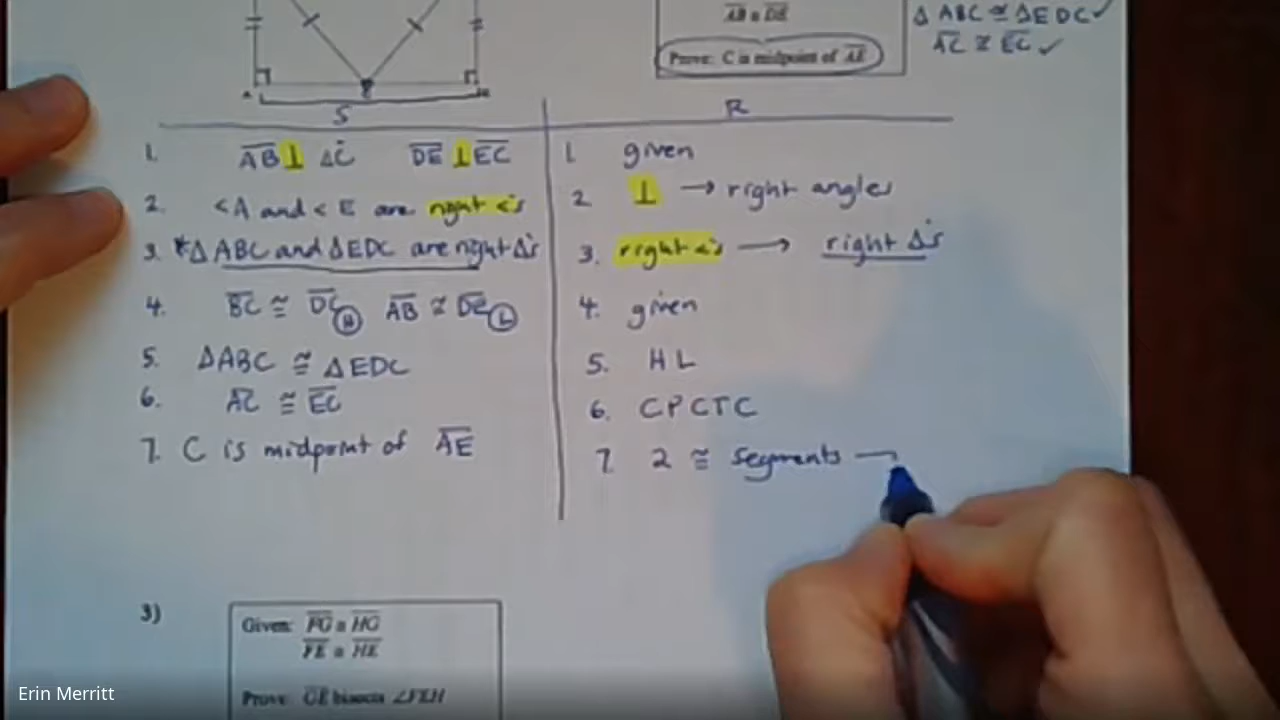 AB ≅ DE
Prove: C is midpoint of AE
△ ABC ≅ △EDC ✓
AC ≅ EC ✓
S
R
1. AB ⊥ AC DE ⊥ EC
1. given
2. <A and <E are right <'s
2. ⊥ → right angles
3. *△ ABC and △EDC are right △'s
3. right <'s → right △'s
4. BC ≅ DC H AB ≅ DE L
4. given
5. △ABC ≅ △EDC
5. HL
6. AC ≅ EC
6. CPCTC
7. C is midpoint of AE
7. 2 ≅ segments
3)
Given: FG ≅ HG
FE ≅ HE
Prove: GE bisects ∠FEH
Erin Merritt